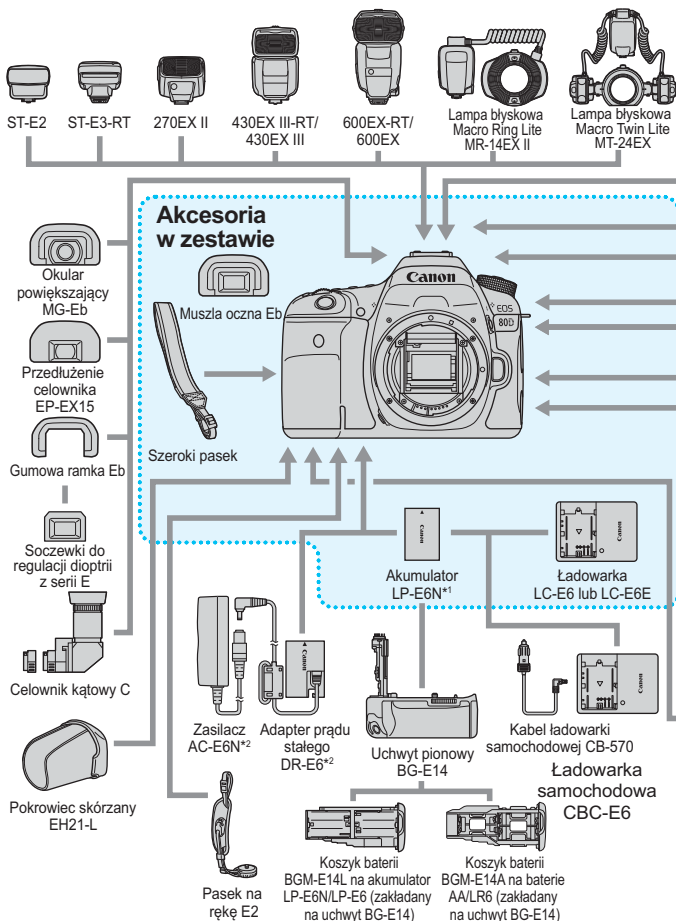 ST-E2
ST-E3-RT
270EX II
430EX III-RT/
430EX III
600EX-RT/
600EX
Lampa błyskowa
Macro Ring Lite
MR-14EX II
Lampa błyskowa
Macro Twin Lite
MT-24EX
Akcesoria
w zestawie
Okular
powiększający
MG-Eb
Muszla oczna Eb
Canon
EOS
80D
Przedłużenie
celownika
EP-EX15
Gumowa ramka Eb
Szeroki pasek
Soczewki do
regulacji dioptrii
z serii E
Canon
Akumulator
LP-E6N*1
Canon
Ładowarka
LC-E6 lub LC-E6E
Celownik kątowy C
Canon
Zasilacz
AC-E6N*2
Adapter prądu
stałego
DR-E6*2
Uchwyt pionowy
BG-E14
Canon
Kabel ładowarki
samochodowej CB-570
Ładowarka
samochodowa
CBC-E6
Pokrowiec skórzany
EH21-L
Pasek na
rękę E2
Koszyk baterii
BGM-E14L na akumulator
LP-E6N/LP-E6 (zakładany
na uchwyt BG-E14)
Koszyk baterii
BGM-E14A na baterie
AA/LR6 (zakładany
na uchwyt BG-E14)